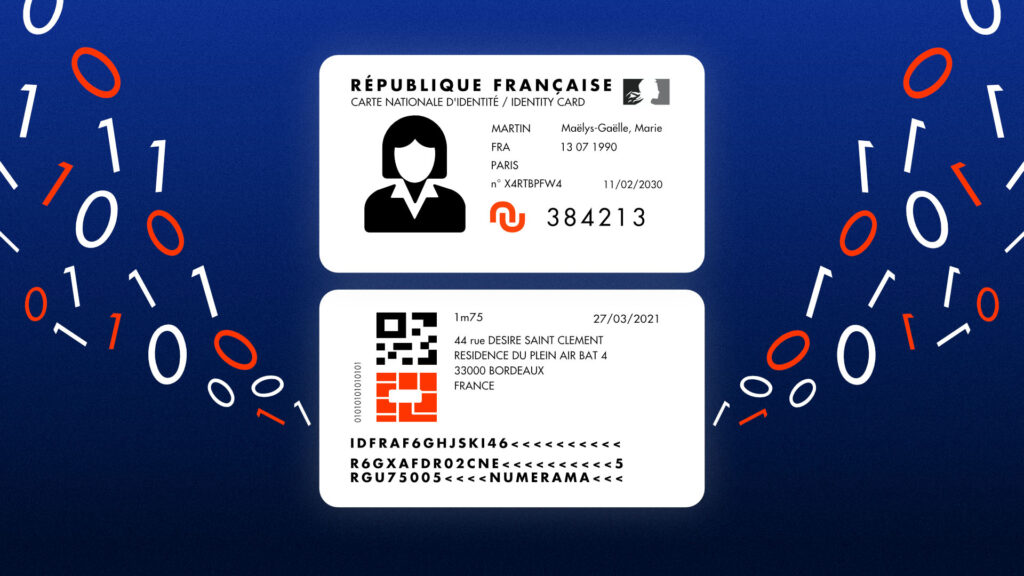 RÉPUBLIQUE FRANÇAISE
CARTE NATIONALE D'IDENTITÉ / IDENTITY CARD
MARTIN Maëlys-Gaëlle, Marie
FRA 13 07 1990
PARIS
n° X4RTBPFW4 11/02/2030
384213
1m75 27/03/2021
44 rue DESIRE SAINT CLEMENT
RESIDENCE DU PLEIN AIR BAT 4
33000 BORDEAUX
FRANCE
0101010101010101
IDFRAF6GHJSKI46<<<<<<<<<<
R6GXAFDR02CNE<<<<<<<<<<5
RGU75005<<<<NUMERAMA<<<